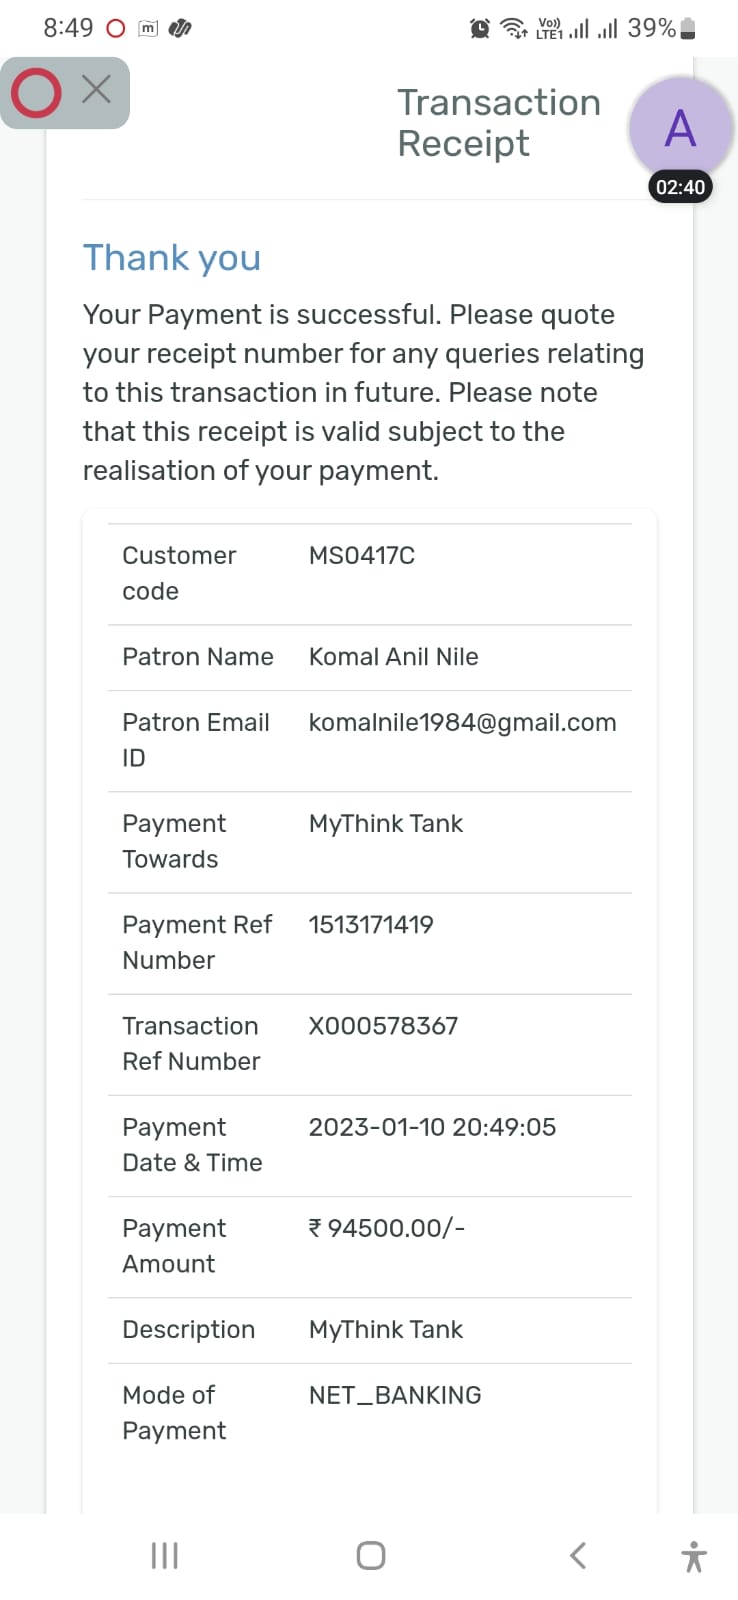 8:49 m Vo)) LTE1 39%
Transaction
Receipt
A
02:40
Thank you
Your Payment is successful. Please quote
your receipt number for any queries relating
to this transaction in future. Please note
that this receipt is valid subject to the
realisation of your payment.
Customer MS0417C
code
Patron Name Komal Anil Nile
Patron Email komalnile1984@gmail.com
ID
Payment MyThink Tank
Towards
Payment Ref 1513171419
Number
Transaction X000578367
Ref Number
Payment 2023-01-10 20:49:05
Date & Time
Payment ₹ 94500.00/-
Amount
Description MyThink Tank
Mode of NET_BANKING
Payment